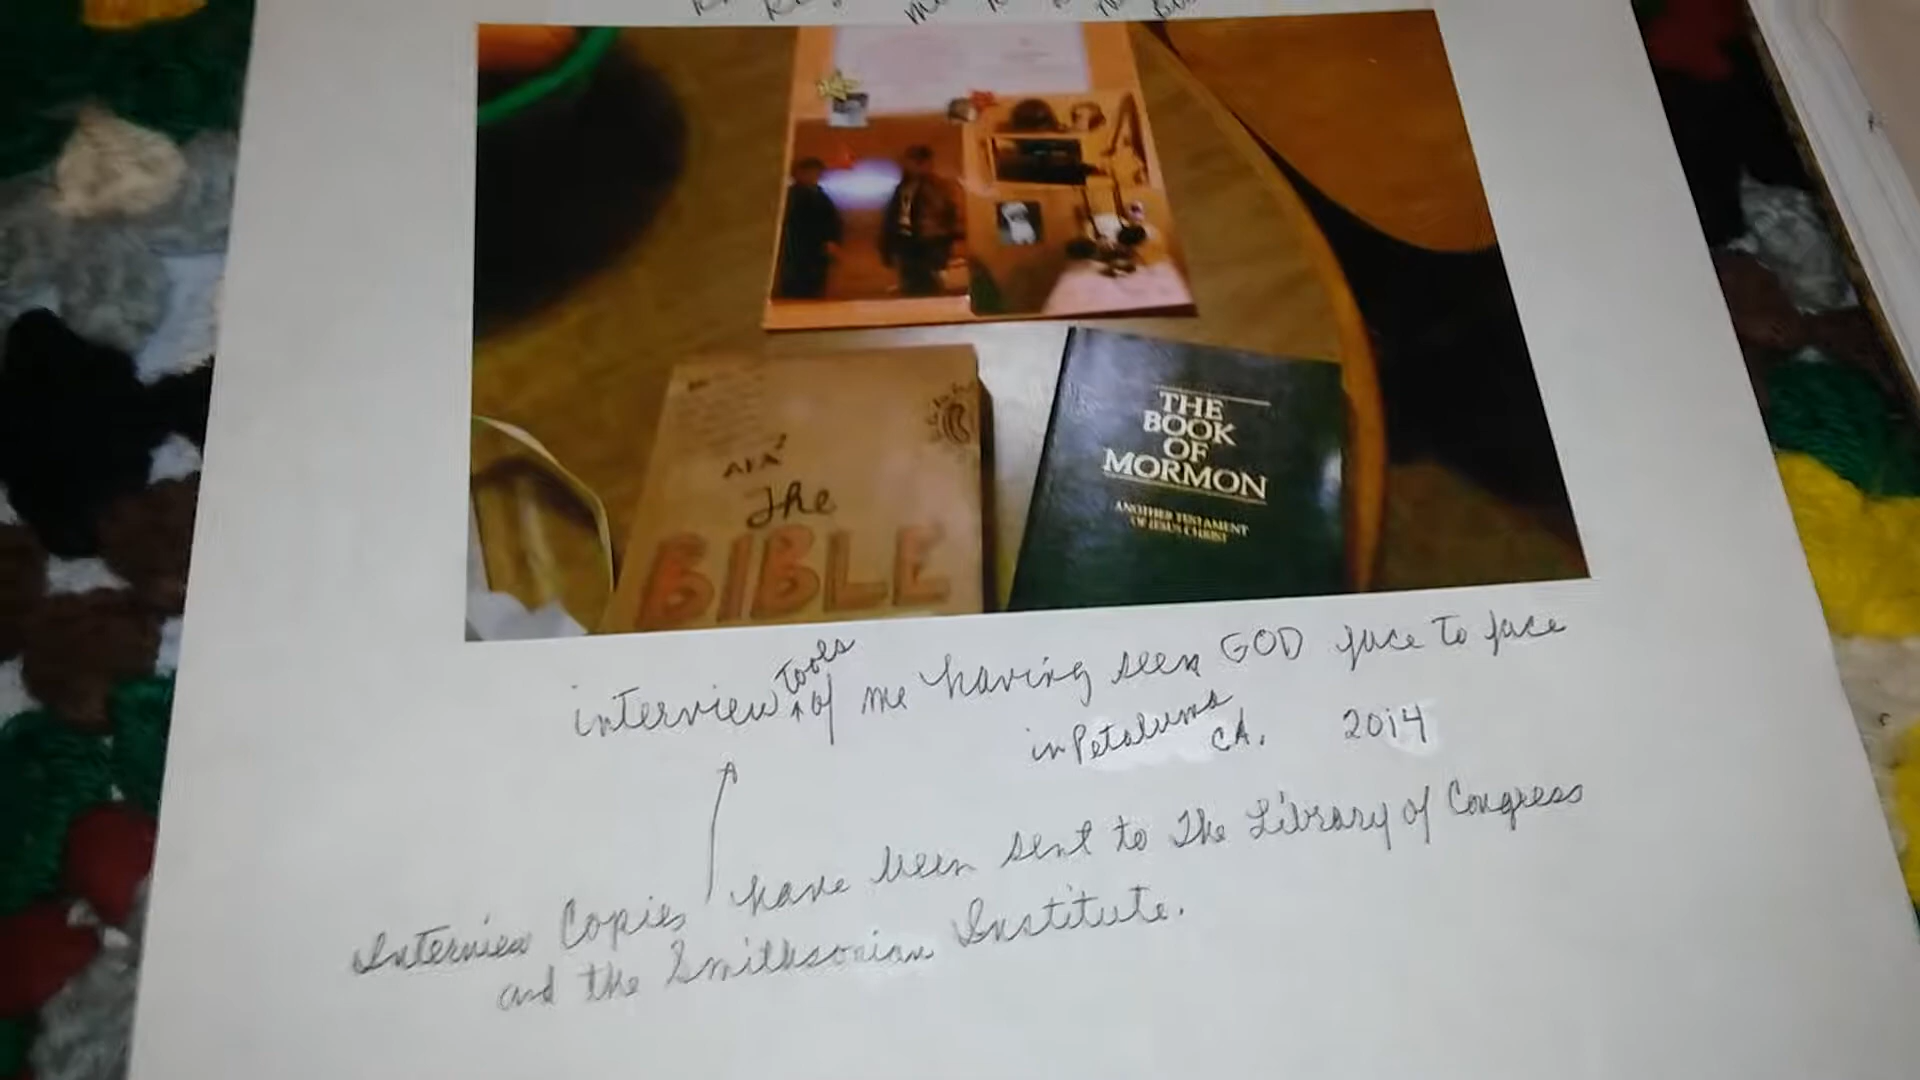 AVA²
The
BIBLE
THE
BOOK
OF
MORMON
ANOTHER TESTAMENT
OF JESUS CHRIST
interview tools of me having seen GOD face to face
in Petaluma
CA. 2014
Interview Copies have been sent to The Library of Congress
and the Smithsonian Institute.